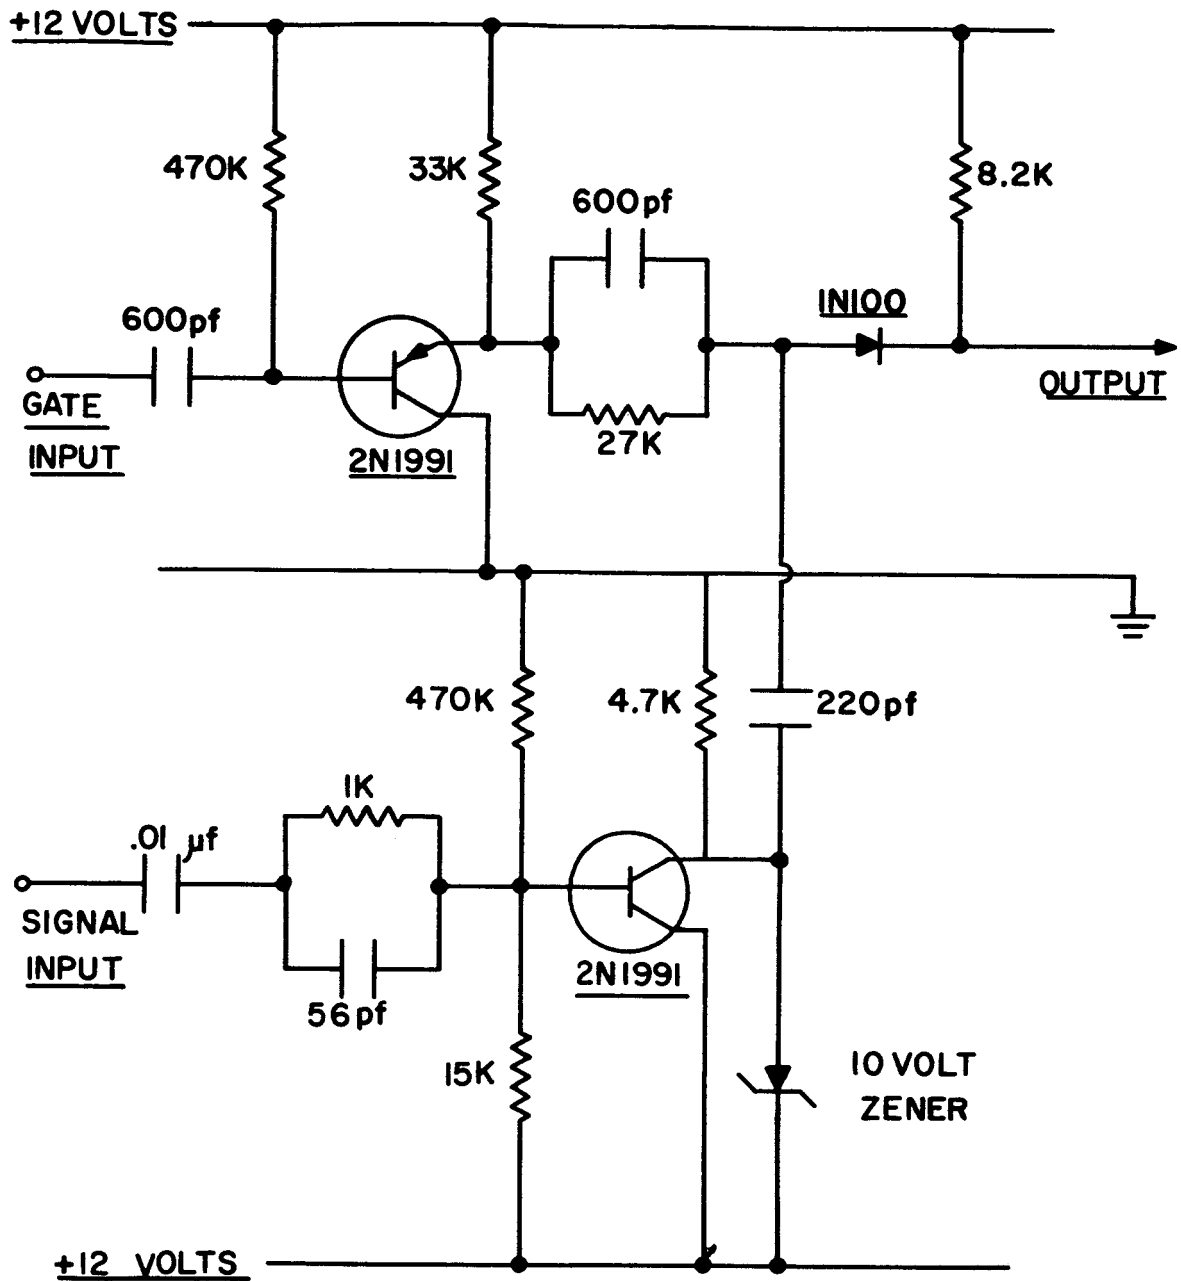 +12 VOLTS
470K
33K
8.2K
600pf
1N100
600pf
OUTPUT
GATE
INPUT
27K
2N1991
470K
4.7K
220pf
1K
.01 µf
SIGNAL
INPUT
2N1991
56pf
15K
10 VOLT
ZENER
+12 VOLTS